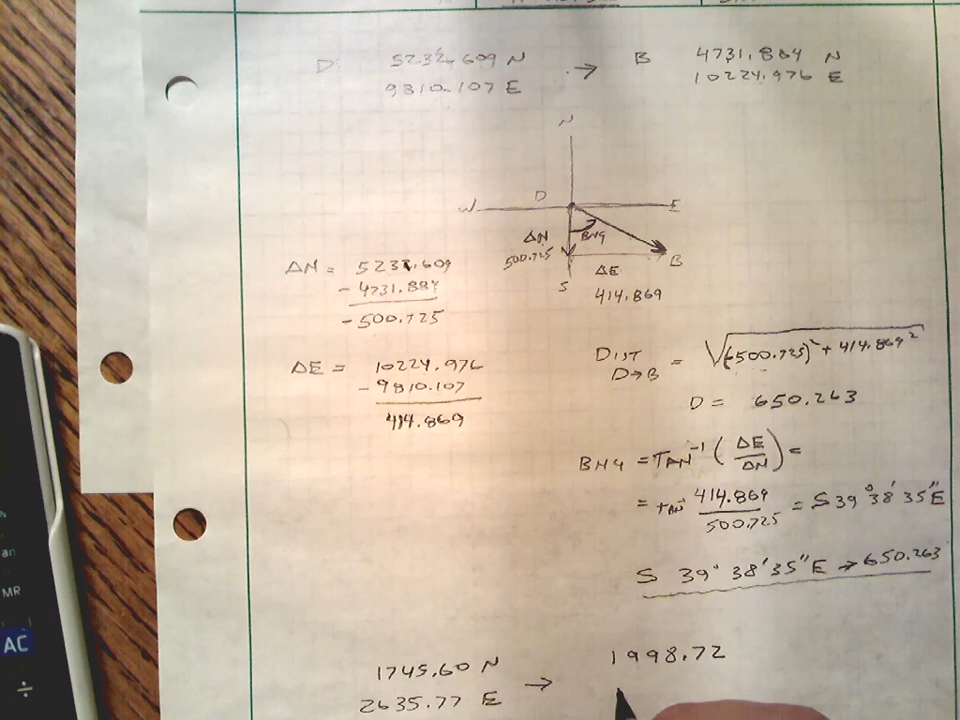 D 5232.609 N → B 4731.884 N
9810.107 E 10224.976 E
N
W D E
ΔN BNG
500.725 B
ΔE
S 414.869
ΔN = 5232.609
- 4731.884
-500.725
ΔE = 10224.976
- 9810.107
414.869
DIST D→B = √(-500.725)² + 414.869²
D = 650.263
BNG = TAN⁻¹ (ΔE/ΔN) =
= TAN⁻¹ 414.869/500.725 = S 39° 38' 35" E
S 39° 38' 35" E → 650.263
1745.60 N → 1998.72
2635.77 E
an
MR
AC
÷